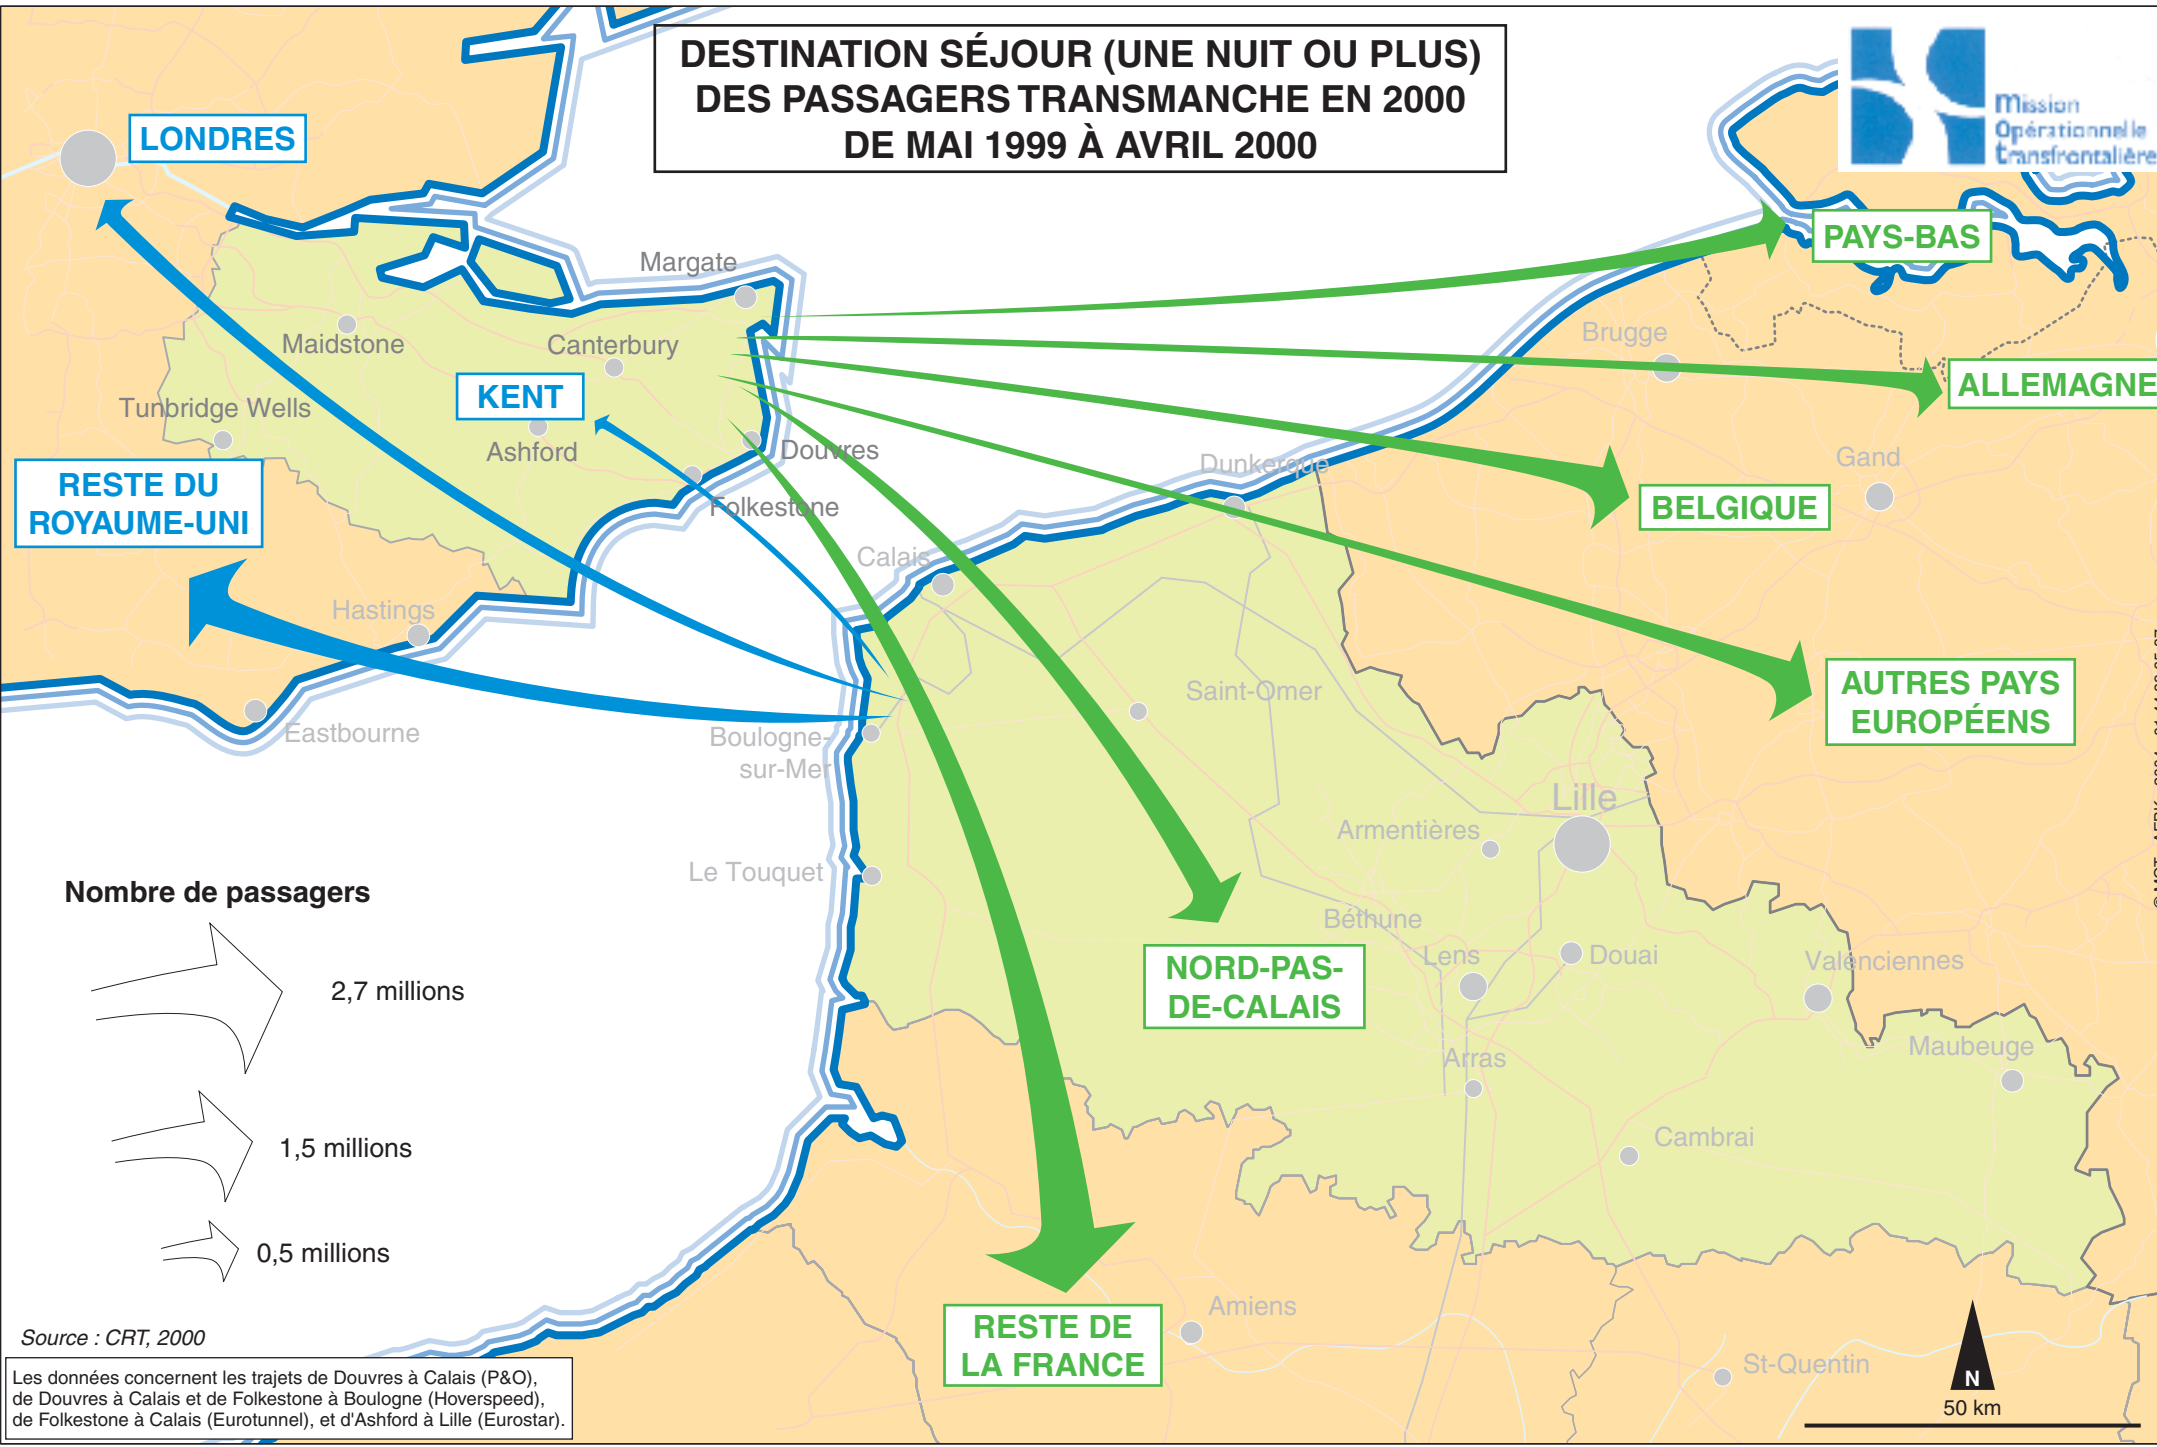 DESTINATION SÉJOUR (UNE NUIT OU PLUS)
DES PASSAGERS TRANSMANCHE EN 2000
DE MAI 1999 À AVRIL 2000
mission
Opérationnelle
transfrontalière
LONDRES
PAYS-BAS
Margate
Maidstone
Canterbury
Brugge
KENT
ALLEMAGNE
Tunbridge Wells
Ashford
Douvres
Dunkerque
Gand
RESTE DU
ROYAUME-UNI
Folkestone
BELGIQUE
Calais
Hastings
Saint-Omer
AUTRES PAYS
EUROPÉENS
Eastbourne
Boulogne-
sur-Mer
Lille
Armentières
Le Touquet
Nombre de passagers
Béthune
Lens
Douai
Valenciennes
NORD-PAS-
DE-CALAIS
2,7 millions
Arras
Maubeuge
1,5 millions
Cambrai
0,5 millions
Amiens
RESTE DE
LA FRANCE
St-Quentin
Source : CRT, 2000
Les données concernent les trajets de Douvres à Calais (P&O),
de Douvres à Calais et de Folkestone à Boulogne (Hoverspeed),
de Folkestone à Calais (Eurotunnel), et d'Ashford à Lille (Eurostar).
N
50 km